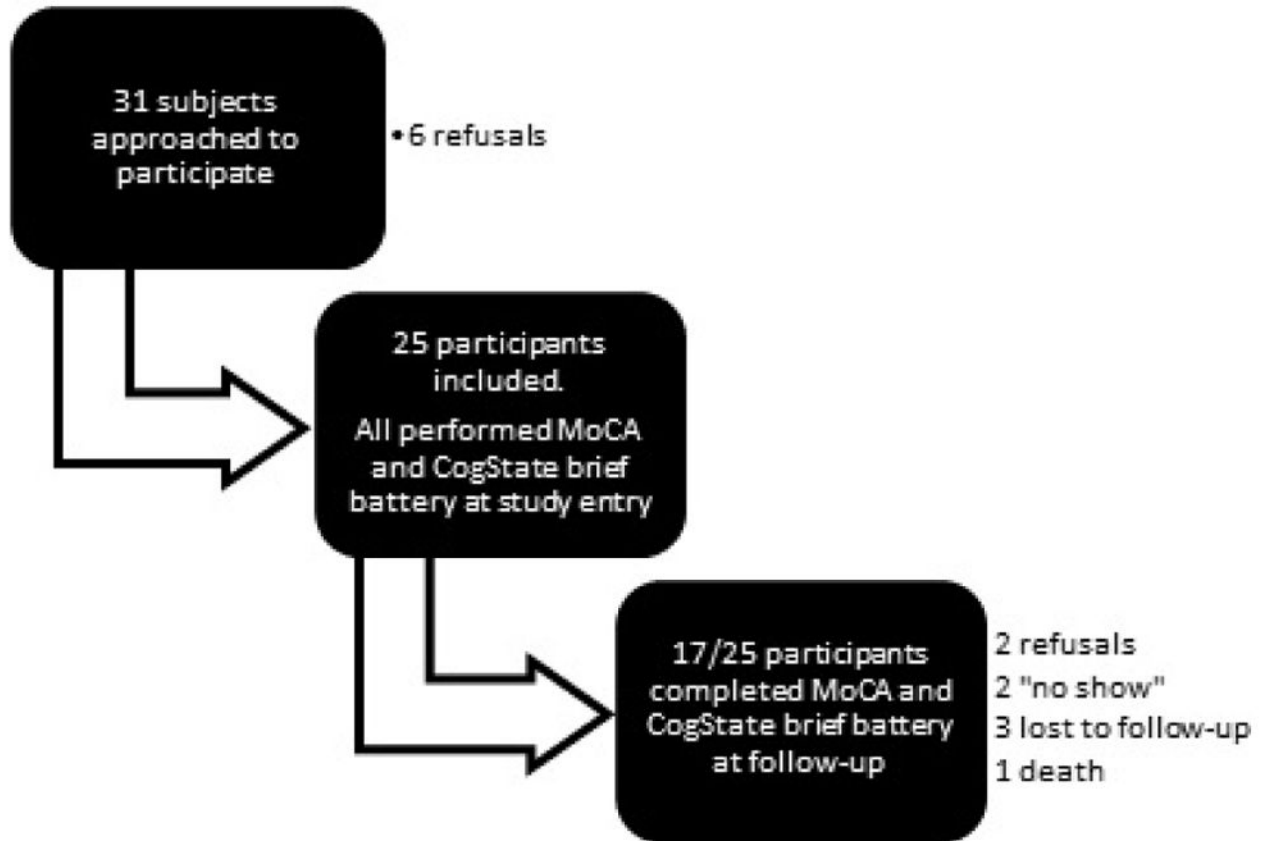 31 subjects
approached to
participate
•6 refusals
25 participants
included.
All performed MoCA
and CogState brief
battery at study entry
17/25 participants
completed MoCA and
CogState brief battery
at follow-up
2 refusals
2 "no show"
3 lost to follow-up
1 death